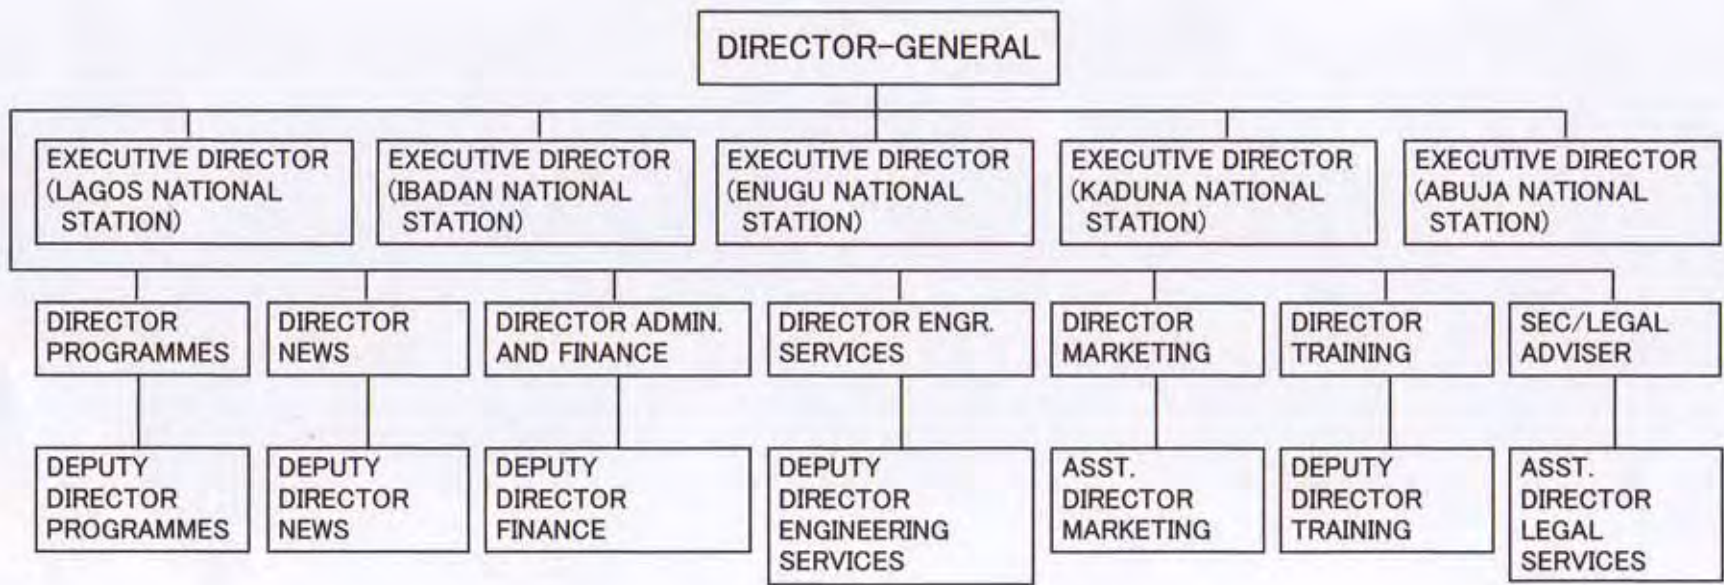 DIRECTOR-GENERAL
EXECUTIVE DIRECTOR
(LAGOS NATIONAL
STATION)
EXECUTIVE DIRECTOR
(IBADAN NATIONAL
STATION)
EXECUTIVE DIRECTOR
(ENUGU NATIONAL
STATION)
EXECUTIVE DIRECTOR
(KADUNA NATIONAL
STATION)
EXECUTIVE DIRECTOR
(ABUJA NATIONAL
STATION)
DIRECTOR
PROGRAMMES
DIRECTOR
NEWS
DIRECTOR ADMIN.
AND FINANCE
DIRECTOR ENGR.
SERVICES
DIRECTOR
MARKETING
DIRECTOR
TRAINING
SEC/LEGAL
ADVISER
DEPUTY
DIRECTOR
PROGRAMMES
DEPUTY
DIRECTOR
NEWS
DEPUTY
DIRECTOR
FINANCE
DEPUTY
DIRECTOR
ENGINEERING
SERVICES
ASST.
DIRECTOR
MARKETING
DEPUTY
DIRECTOR
TRAINING
ASST.
DIRECTOR
LEGAL
SERVICES